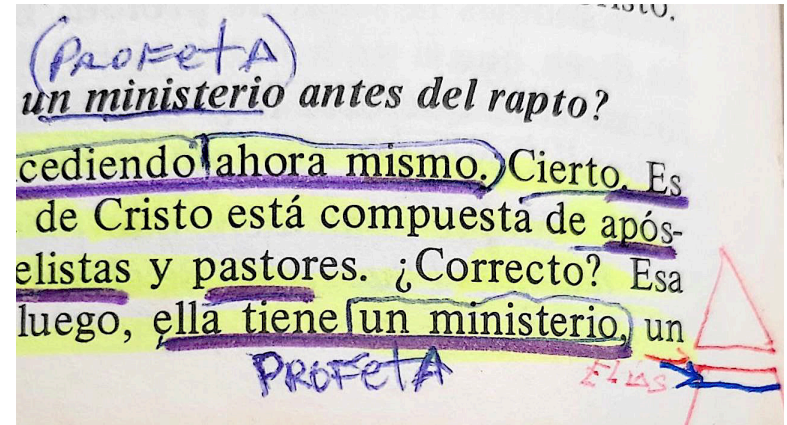 (PROFETA)
un ministerio antes del rapto?
cediendo ahora mismo. Cierto. Es
de Cristo está compuesta de após-
elistas y pastores. ¿Correcto? Esa
luego, ella tiene un ministerio, un
PROFETA
Elias